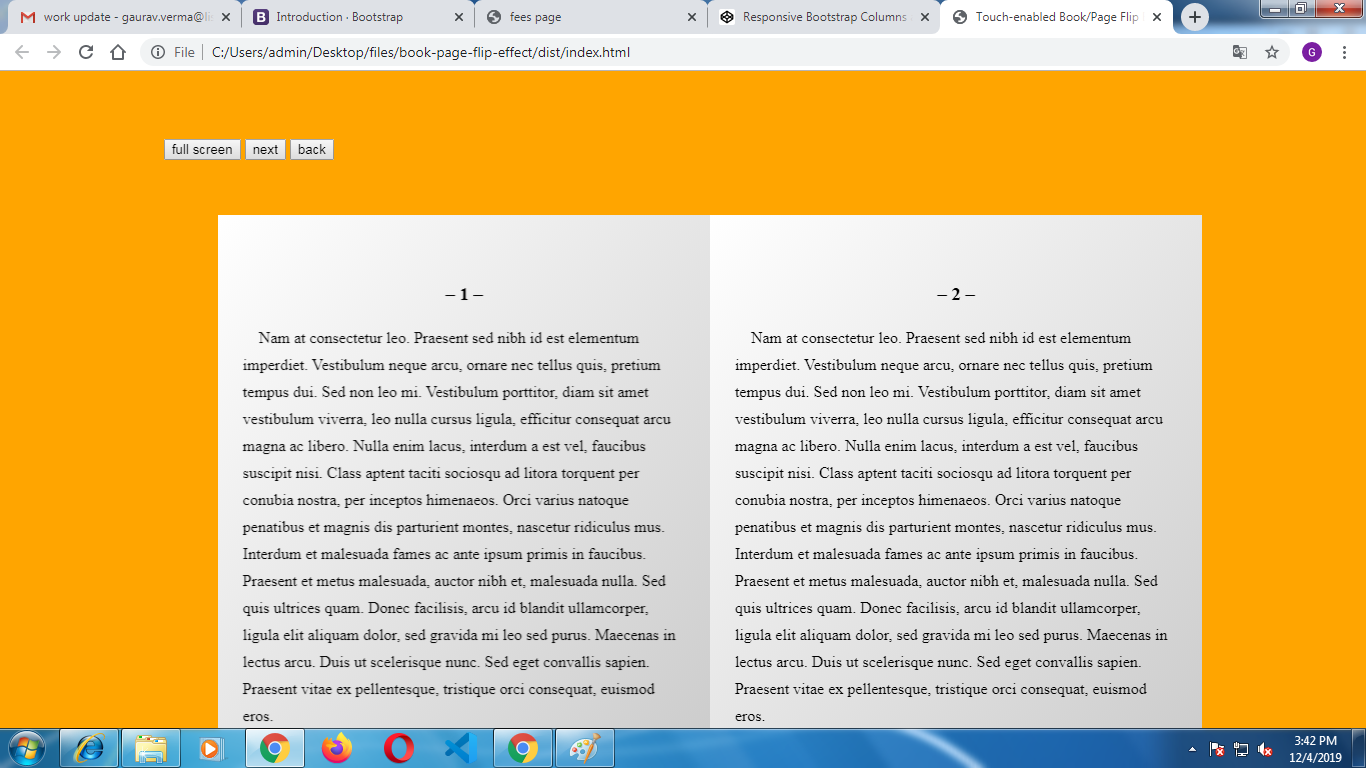 work update - gaurav.verma@li
Introduction · Bootstrap
fees page
Responsive Bootstrap Columns
Touch-enabled Book/Page Flip
File
C:/Users/admin/Desktop/files/book-page-flip-effect/dist/index.html
G
full screen next back
– 1 –
Nam at consectetur leo. Praesent sed nibh id est elementum
imperdiet. Vestibulum neque arcu, ornare nec tellus quis, pretium
tempus dui. Sed non leo mi. Vestibulum porttitor, diam sit amet
vestibulum viverra, leo nulla cursus ligula, efficitur consequat arcu
magna ac libero. Nulla enim lacus, interdum a est vel, faucibus
suscipit nisi. Class aptent taciti sociosqu ad litora torquent per
conubia nostra, per inceptos himenaeos. Orci varius natoque
penatibus et magnis dis parturient montes, nascetur ridiculus mus.
Interdum et malesuada fames ac ante ipsum primis in faucibus.
Praesent et metus malesuada, auctor nibh et, malesuada nulla. Sed
quis ultrices quam. Donec facilisis, arcu id blandit ullamcorper,
ligula elit aliquam dolor, sed gravida mi leo sed purus. Maecenas in
lectus arcu. Duis ut scelerisque nunc. Sed eget convallis sapien.
Praesent vitae ex pellentesque, tristique orci consequat, euismod
eros.
– 2 –
Nam at consectetur leo. Praesent sed nibh id est elementum
imperdiet. Vestibulum neque arcu, ornare nec tellus quis, pretium
tempus dui. Sed non leo mi. Vestibulum porttitor, diam sit amet
vestibulum viverra, leo nulla cursus ligula, efficitur consequat arcu
magna ac libero. Nulla enim lacus, interdum a est vel, faucibus
suscipit nisi. Class aptent taciti sociosqu ad litora torquent per
conubia nostra, per inceptos himenaeos. Orci varius natoque
penatibus et magnis dis parturient montes, nascetur ridiculus mus.
Interdum et malesuada fames ac ante ipsum primis in faucibus.
Praesent et metus malesuada, auctor nibh et, malesuada nulla. Sed
quis ultrices quam. Donec facilisis, arcu id blandit ullamcorper,
ligula elit aliquam dolor, sed gravida mi leo sed purus. Maecenas in
lectus arcu. Duis ut scelerisque nunc. Sed eget convallis sapien.
Praesent vitae ex pellentesque, tristique orci consequat, euismod
eros.
3:42 PM
12/4/2019